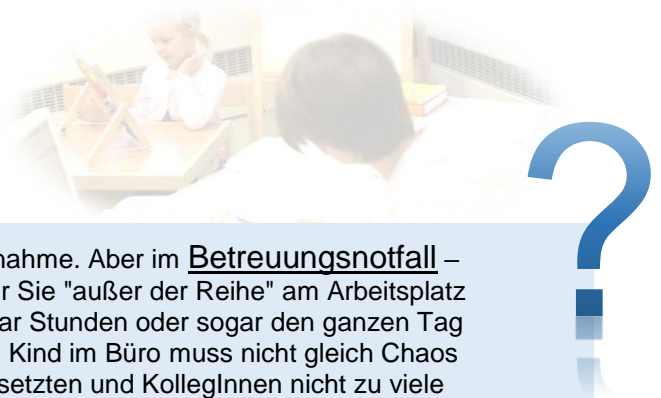 nahme. Aber im Betreuungsnotfall –
r Sie "außer der Reihe" am Arbeitsplatz
ar Stunden oder sogar den ganzen Tag
Kind im Büro muss nicht gleich Chaos
setzten und KollegInnen nicht zu viele
?